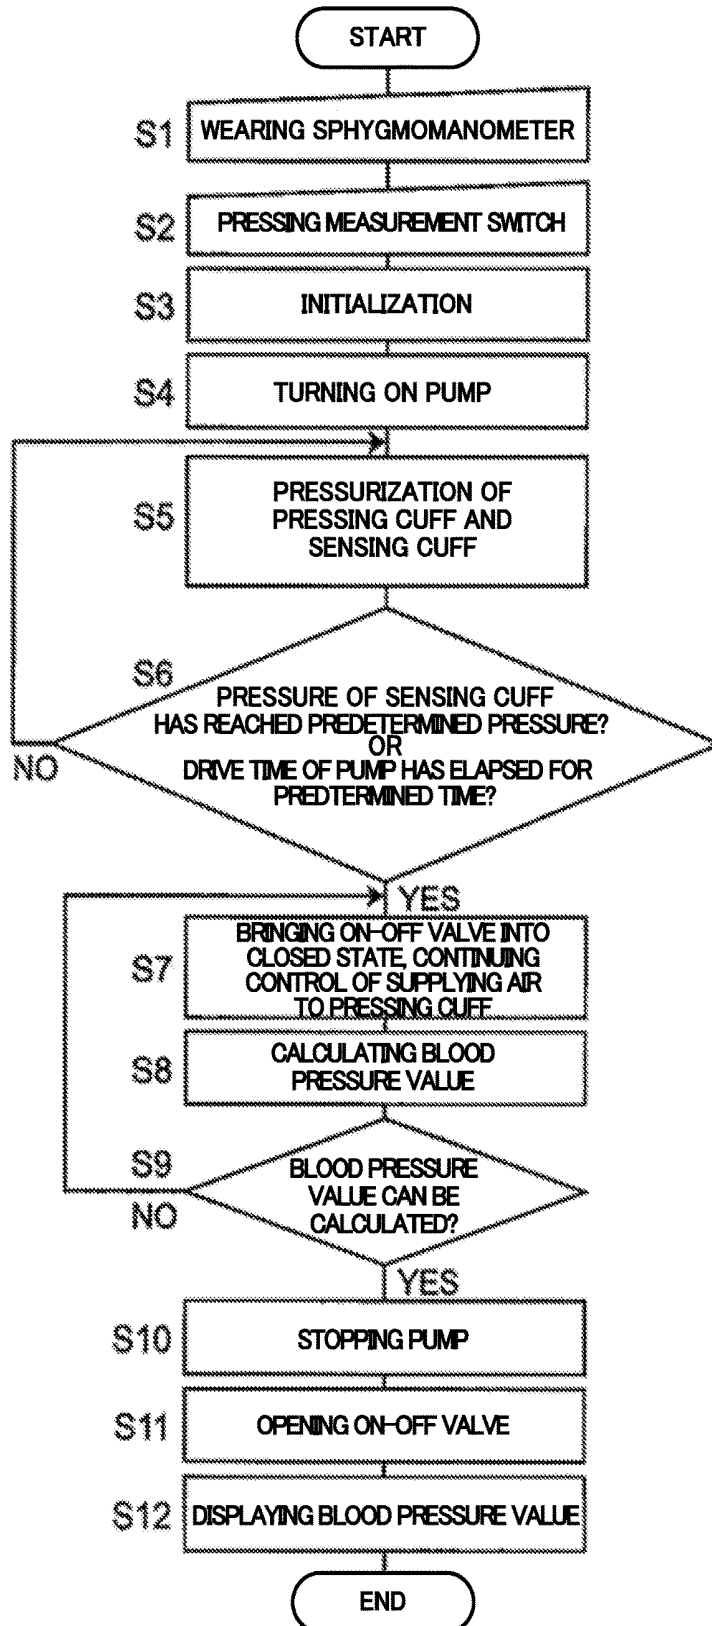 START
S1
WEARING SPHYGMOMANOMETER
S2
PRESSING MEASUREMENT SWITCH
S3
INITIALIZATION
S4
TURNING ON PUMP
S5
PRESSURIZATION OF
PRESSING CUFF AND
SENSING CUFF
S6
PRESSURE OF SENSING CUFF
HAS REACHED PREDETERMINED PRESSURE?
OR
DRIVE TIME OF PUMP HAS ELAPSED FOR
PREDTERMINED TIME?
NO
YES
S7
BRINGING ON-OFF VALVE INTO
CLOSED STATE, CONTINUING
CONTROL OF SUPPLYING AIR
TO PRESSING CUFF
S8
CALCULATING BLOOD
PRESSURE VALUE
S9
BLOOD PRESSURE
VALUE CAN BE
CALCULATED?
NO
YES
S10
STOPPING PUMP
S11
OPENING ON-OFF VALVE
S12
DISPLAYING BLOOD PRESSURE VALUE
END